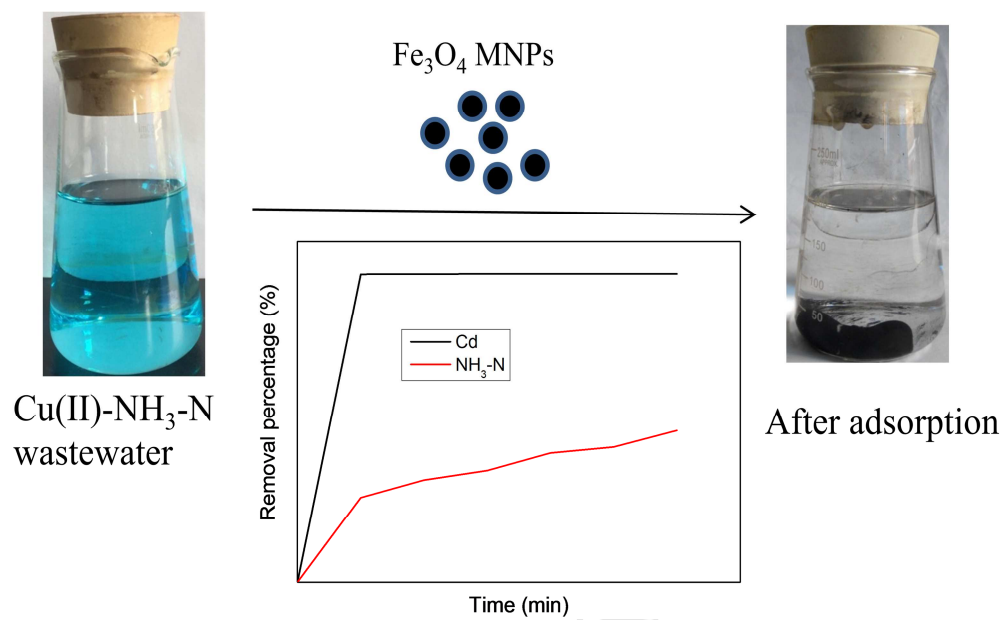 Fe₃O₄ MNPs
Cu(II)-NH₃-N
wastewater
250ml
150
100
50
After adsorption
Removal percentage (%)
Cd
NH₃-N
Time (min)